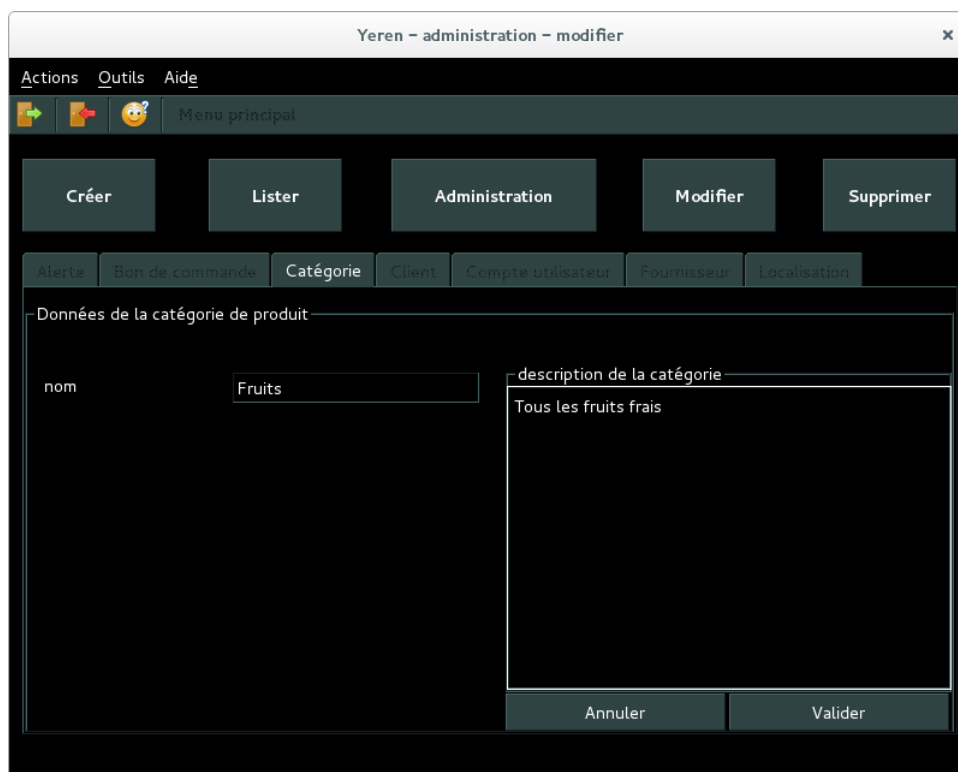 Yeren – administration – modifier
Actions Outils Aide
Menu principal
Créer Lister Administration Modifier Supprimer
Alerte Bon de commande Catégorie Client Compte utilisateur Fournisseur Localisation
Données de la catégorie de produit
nom Fruits
description de la catégorie
Tous les fruits frais
Annuler Valider